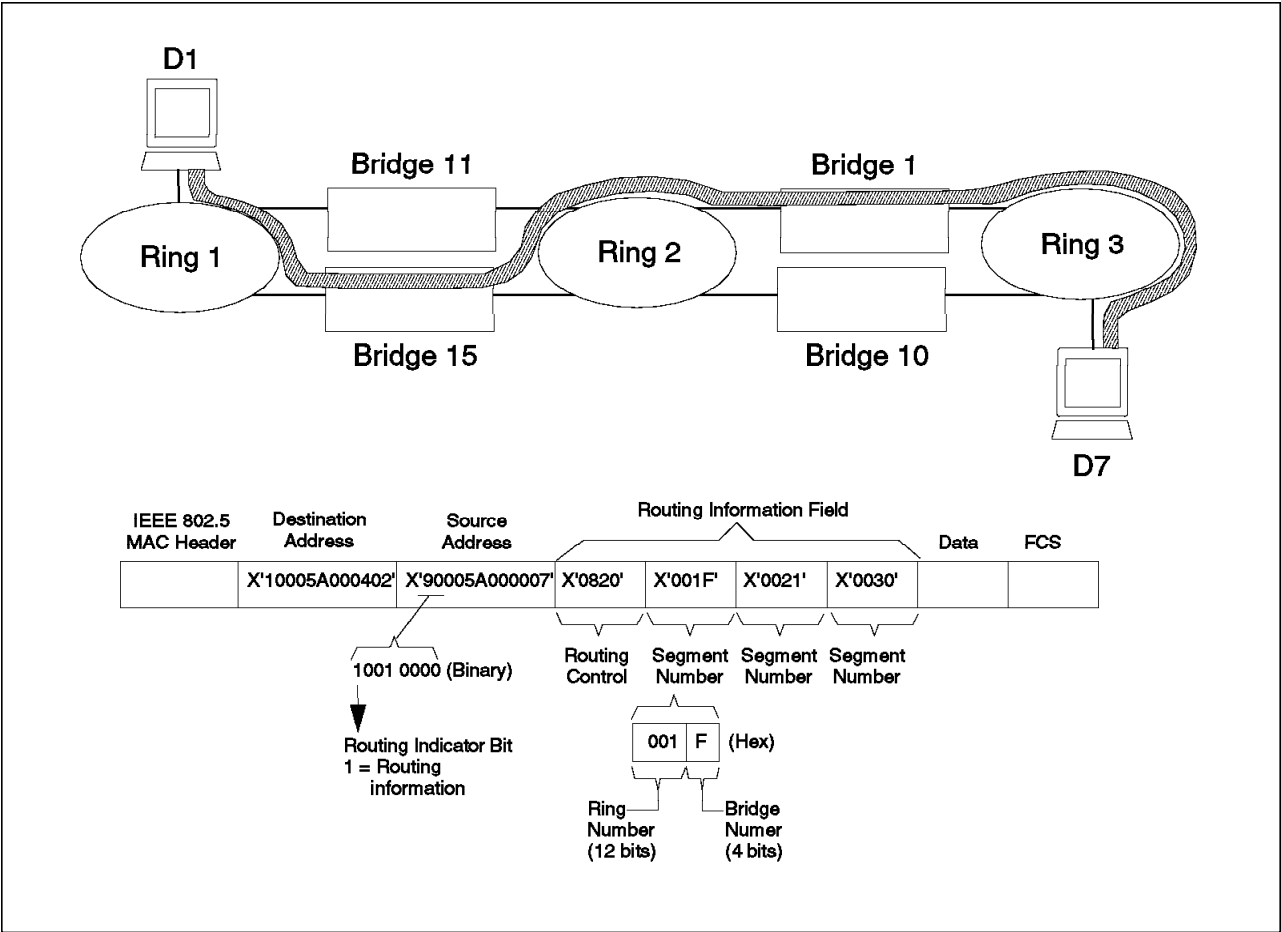 D1
Bridge 11
Bridge 1
Ring 1
Ring 2
Ring 3
Bridge 15
Bridge 10
D7
IEEE 802.5
MAC Header
Destination
Address
Source
Address
Routing Information Field
Data
FCS
X'10005A000402'
X'90005A000007'
X'0820'
X'001F'
X'0021'
X'0030'
1001 0000 (Binary)
Routing
Control
Segment
Number
Segment
Number
Segment
Number
Routing Indicator Bit
1 = Routing
information
001 F (Hex)
Ring
Number
(12 bits)
Bridge
Numer
(4 bits)